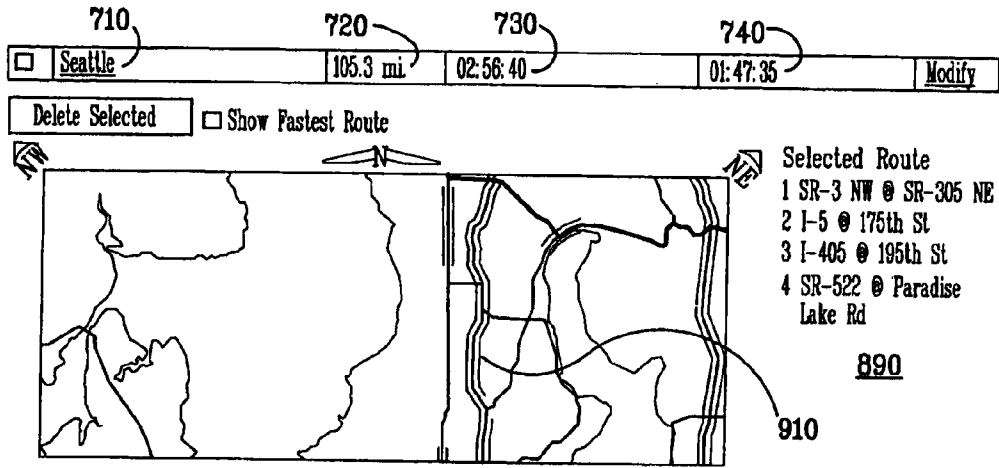 710
720
730
740
Seattle 105.3 mi. 02:56:40 01:47:35 Modify
Delete Selected Show Fastest Route
NW N NE
Selected Route
1 SR-3 NW @ SR-305 NE
2 I-5 @ 175th St
3 I-405 @ 195th St
4 SR-522 @ Paradise
Lake Rd
890
910